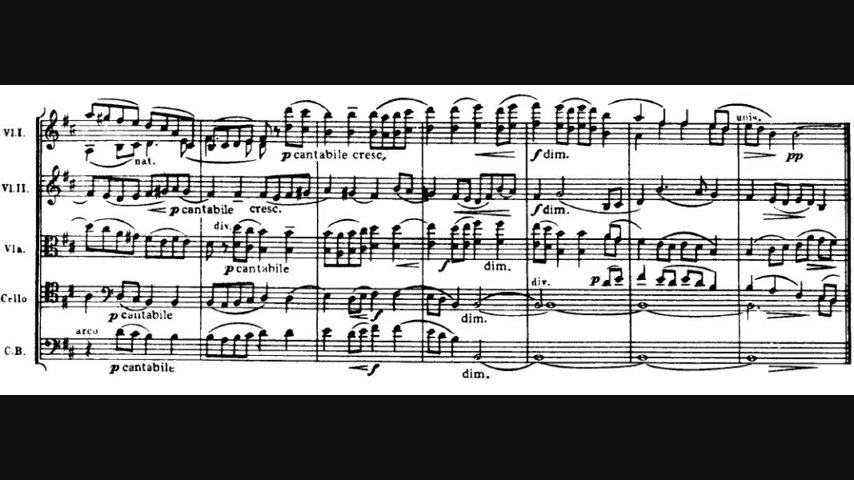 unis.
Vl.I.
nat.
p cantabile cresc.
f dim.
pp
Vl.II.
p cantabile cresc.
f dim.
div.
Vla.
p cantabile
f dim.
div.
p
Cello
p cantabile
f
dim.
arco
C.B.
p cantabile
f
dim.